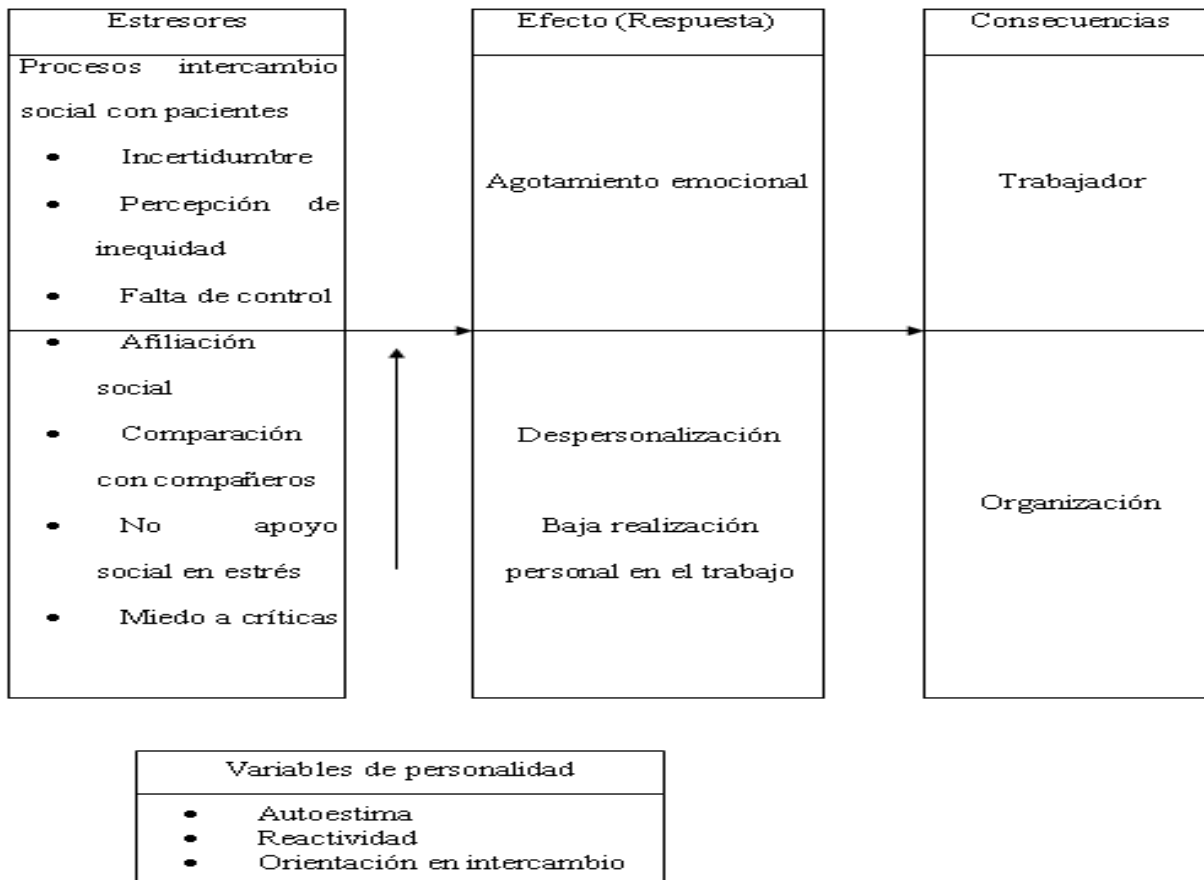 Estresores
Procesos intercambio
social con pacientes
• Incertidumbre
• Percepción de
inequidad
• Falta de control
• Afiliación
social
• Comparación
con compañeros
• No apoyo
social en estrés
• Miedo a críticas
Efecto (Respuesta)
Agotamiento emocional
Despersonalización
Baja realización
personal en el trabajo
Consecuencias
Trabajador
Organización
Variables de personalidad
• Autoestima
• Reactividad
• Orientación en intercambio